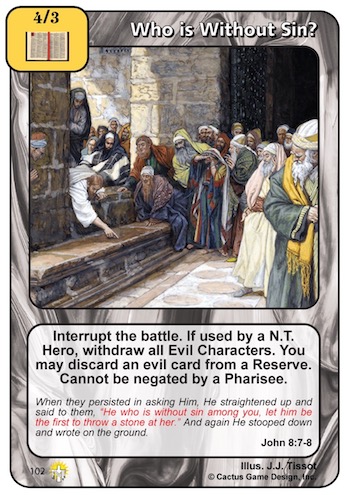 4/3
Who is Without Sin?
Interrupt the battle. If used by a N.T.
Hero, withdraw all Evil Characters. You
may discard an evil card from a Reserve.
Cannot be negated by a Pharisee.
When they persisted in asking Him, He straightened up and
said to them, “He who is without sin among you, let him be
the first to throw a stone at her.” And again He stooped down
and wrote on the ground.
John 8:7-8
Illus. J.J. Tissot
102
© Cactus Game Design, Inc.